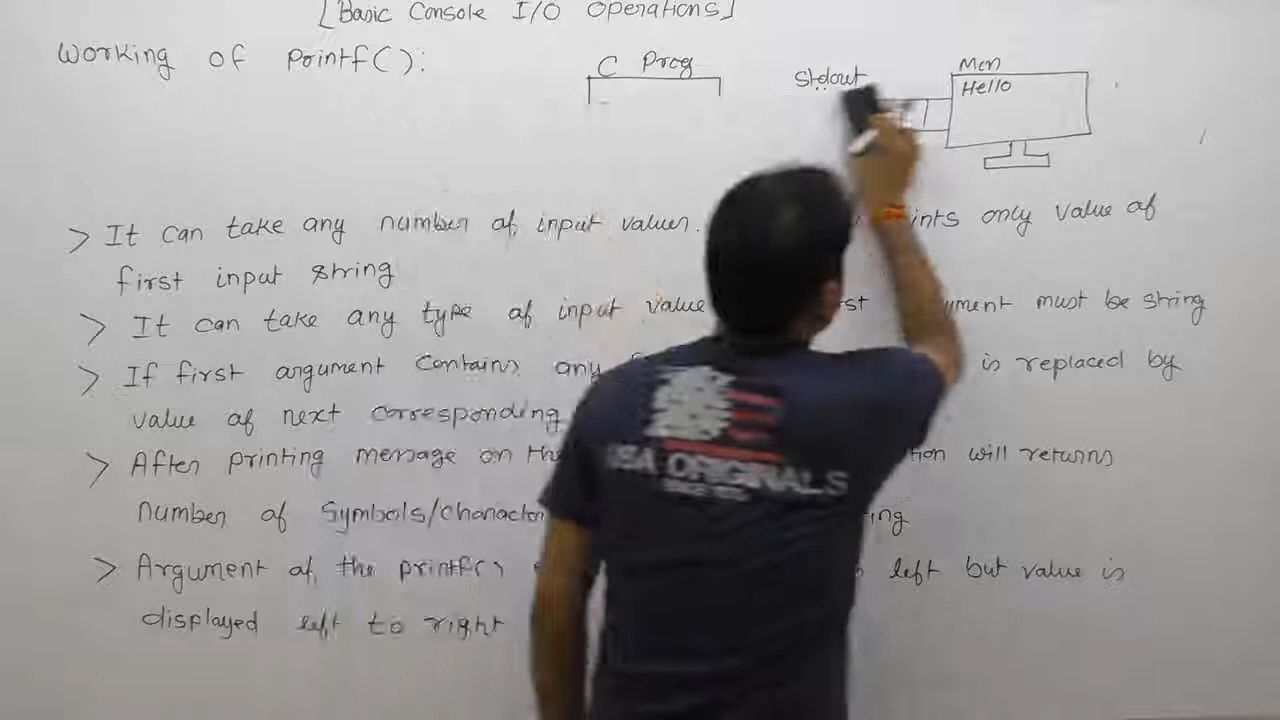 [Basic Console I/O Operations]
Working of printf():
C Prog
Stdout
Mon
Hello
> It can take any number of input values. ints only value of
first input string
> It can take any type of input value st ument must be string
> If first argument contains any is replaced by
value of next corresponding
> After printing message on the tion will returns
number of Symbols/Character ing
> Argument of the printf() left but value is
displayed left to right
USA ORIGINALS